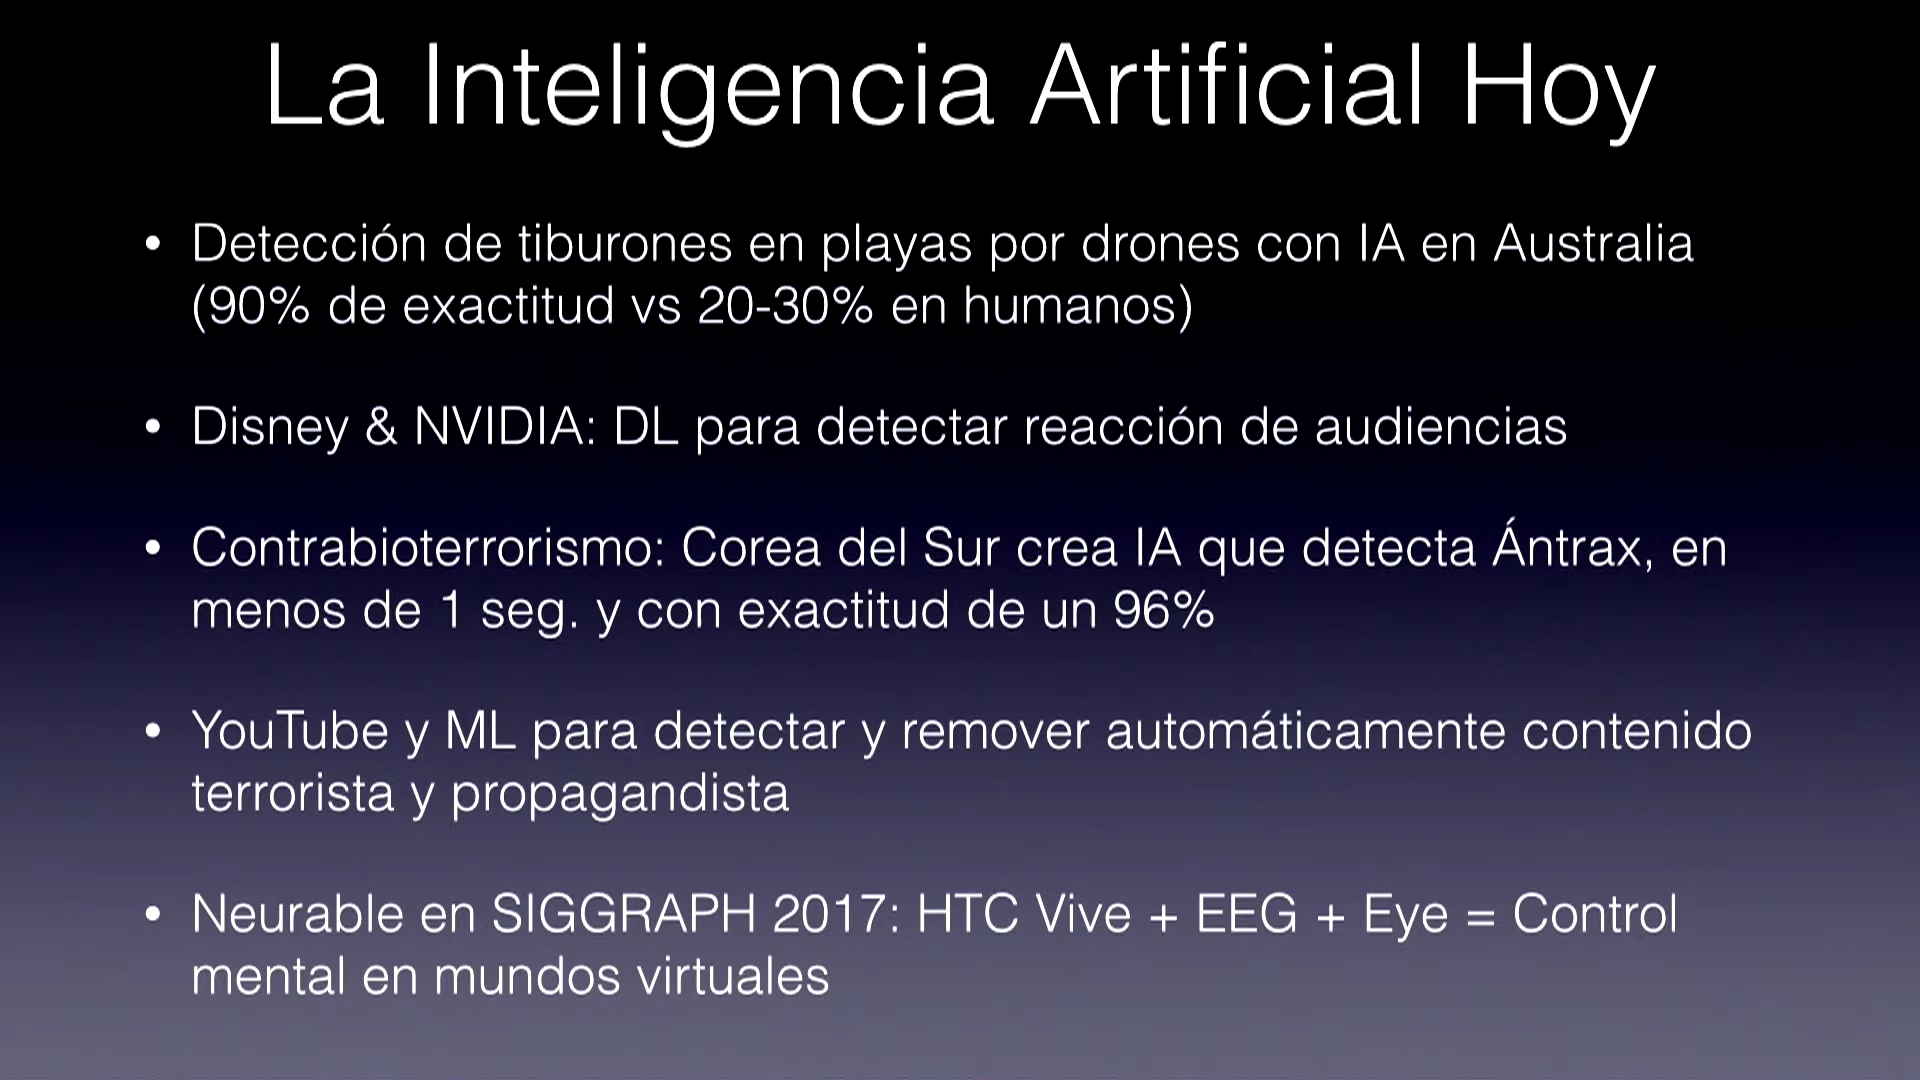 La Inteligencia Artificial Hoy
• Detección de tiburones en playas por drones con IA en Australia
(90% de exactitud vs 20-30% en humanos)
• Disney & NVIDIA: DL para detectar reacción de audiencias
• Contrabioterrorismo: Corea del Sur crea IA que detecta Ántrax, en
menos de 1 seg. y con exactitud de un 96%
• YouTube y ML para detectar y remover automáticamente contenido
terrorista y propagandista
• Neurable en SIGGRAPH 2017: HTC Vive + EEG + Eye = Control
mental en mundos virtuales